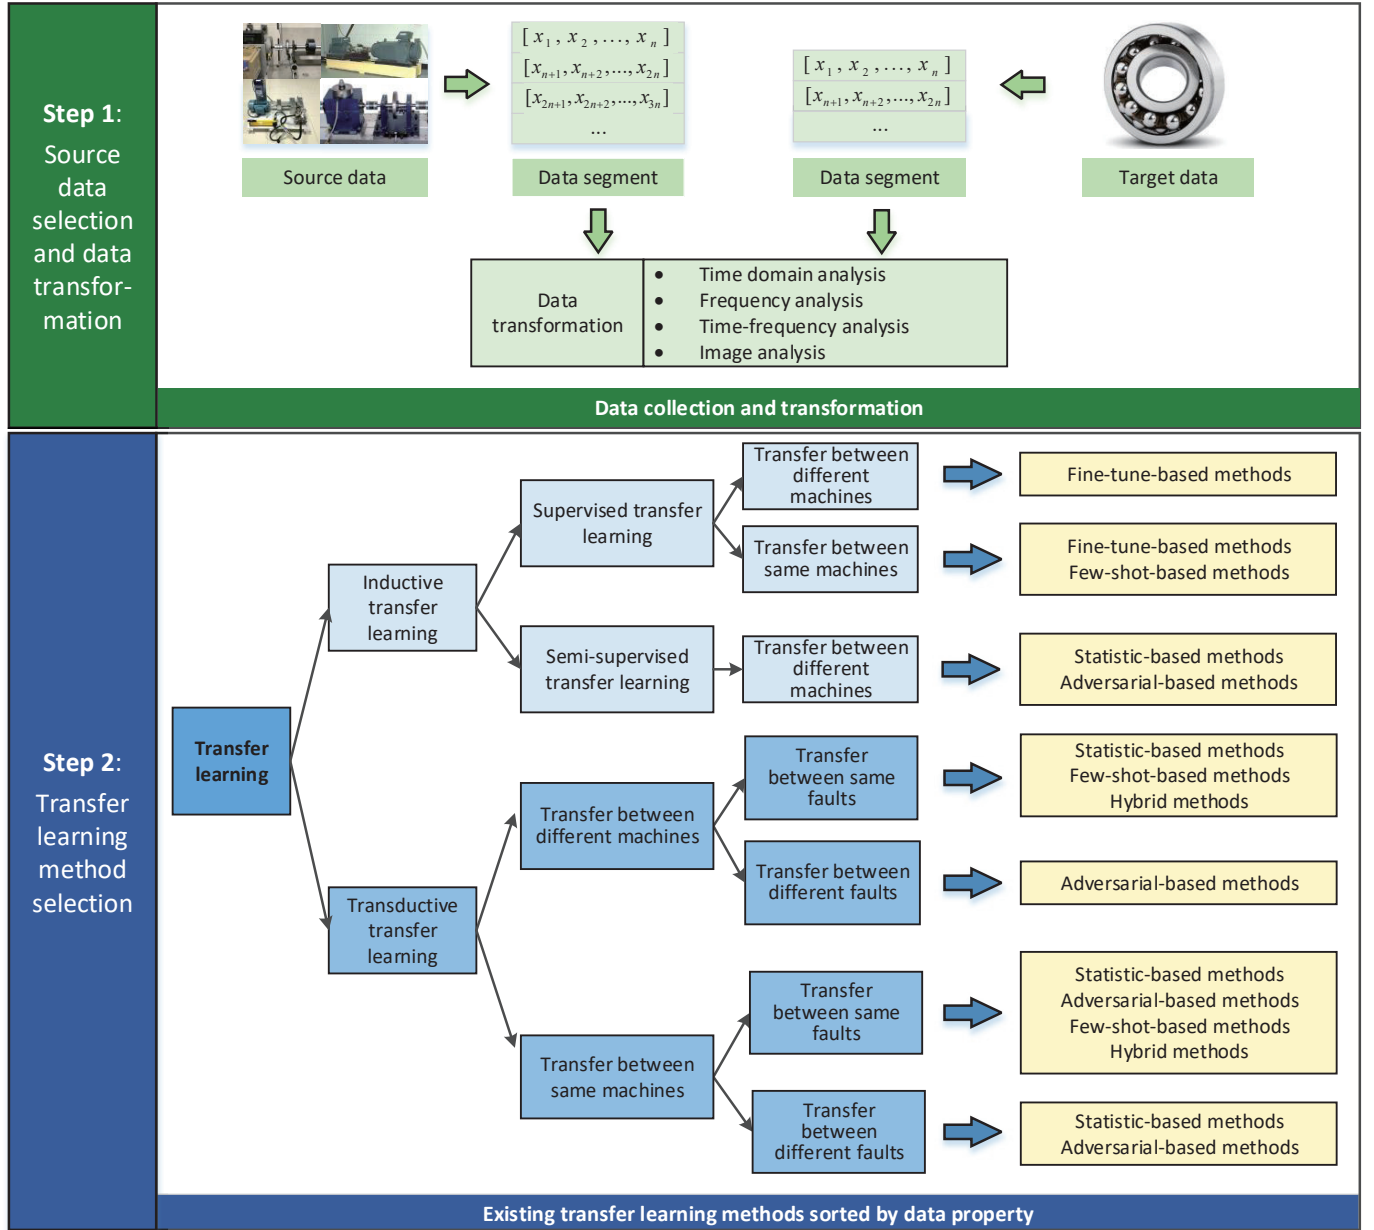 Step 1:
Source
data
selection
and data
transfor-
mation
[ x1 , x2 , ..., xn ]
[xn+1, xn+2, ..., x2n]
[x2n+1, x2n+2, ..., x3n]
...
[ x1 , x2 , ..., xn ]
[xn+1, xn+2, ..., x2n]
...
Source data
Data segment
Data segment
Target data
Data
transformation
• Time domain analysis
• Frequency analysis
• Time-frequency analysis
• Image analysis
Data collection and transformation
Step 2:
Transfer
learning
method
selection
Transfer
learning
Inductive
transfer
learning
Transductive
transfer
learning
Supervised transfer
learning
Semi-supervised
transfer learning
Transfer between
different machines
Transfer between
same machines
Transfer between
different
machines
Fine-tune-based methods
Transfer between
same machines
Fine-tune-based methods
Few-shot-based methods
Transfer between
different
machines
Statistic-based methods
Adversarial-based methods
Transfer
between same
faults
Statistic-based methods
Few-shot-based methods
Hybrid methods
Transfer between
different faults
Adversarial-based methods
Transfer
between same
faults
Statistic-based methods
Adversarial-based methods
Few-shot-based methods
Hybrid methods
Transfer
between
different faults
Statistic-based methods
Adversarial-based methods
Existing transfer learning methods sorted by data property